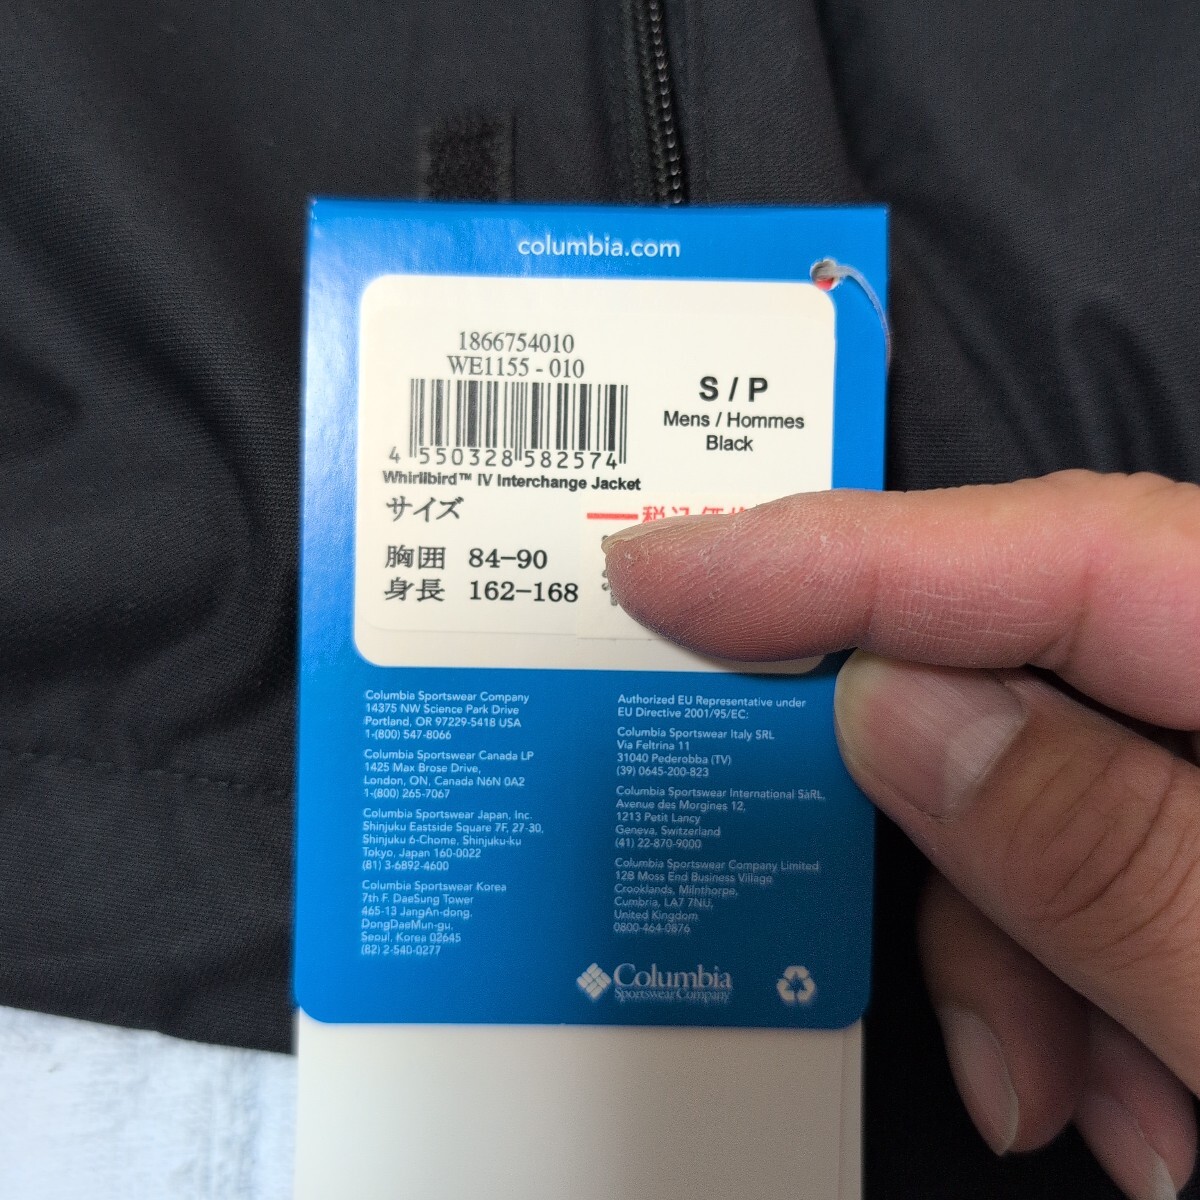 columbia.com
1866754010
WE1155 - 010
4 550328 582574
S / P
Mens / Hommes
Black
Whirlibird™ IV Interchange Jacket
サイズ
税込
胸囲 84-90
身長 162-168
Columbia Sportswear Company
14375 NW Science Park Drive
Portland, OR 97229-5418 USA
1-(800) 547-8066
Columbia Sportswear Canada LP
1425 Max Brose Drive,
London, ON, Canada N6N 0A2
1-(800) 265-7067
Columbia Sportswear Japan, Inc.
Shinjuku Eastside Square 7F, 27-30,
Shinjuku 6-Chome, Shinjuku-ku
Tokyo, Japan 160-0022
(81) 3-6892-4600
Columbia Sportswear Korea
7th F. DaeSung Tower
465-13 JangAn-dong,
DongDaeMun-gu,
Seoul, Korea 02645
(82) 2-540-0277
Authorized EU Representative under
EU Directive 2001/95/EC:
Columbia Sportswear Italy SRL
Via Feltrina 11
31040 Pederobba (TV)
(39) 0645-200-823
Columbia Sportswear International SàRL,
Avenue des Morgines 12,
1213 Petit Lancy
Geneva, Switzerland
(41) 22-870-9000
Columbia Sportswear Company Limited
12B Moss End Business Village
Crooklands, Milnthorpe,
Cumbria, LA7 7NU,
United Kingdom
0800-464-0876
Columbia
Sportswear Company